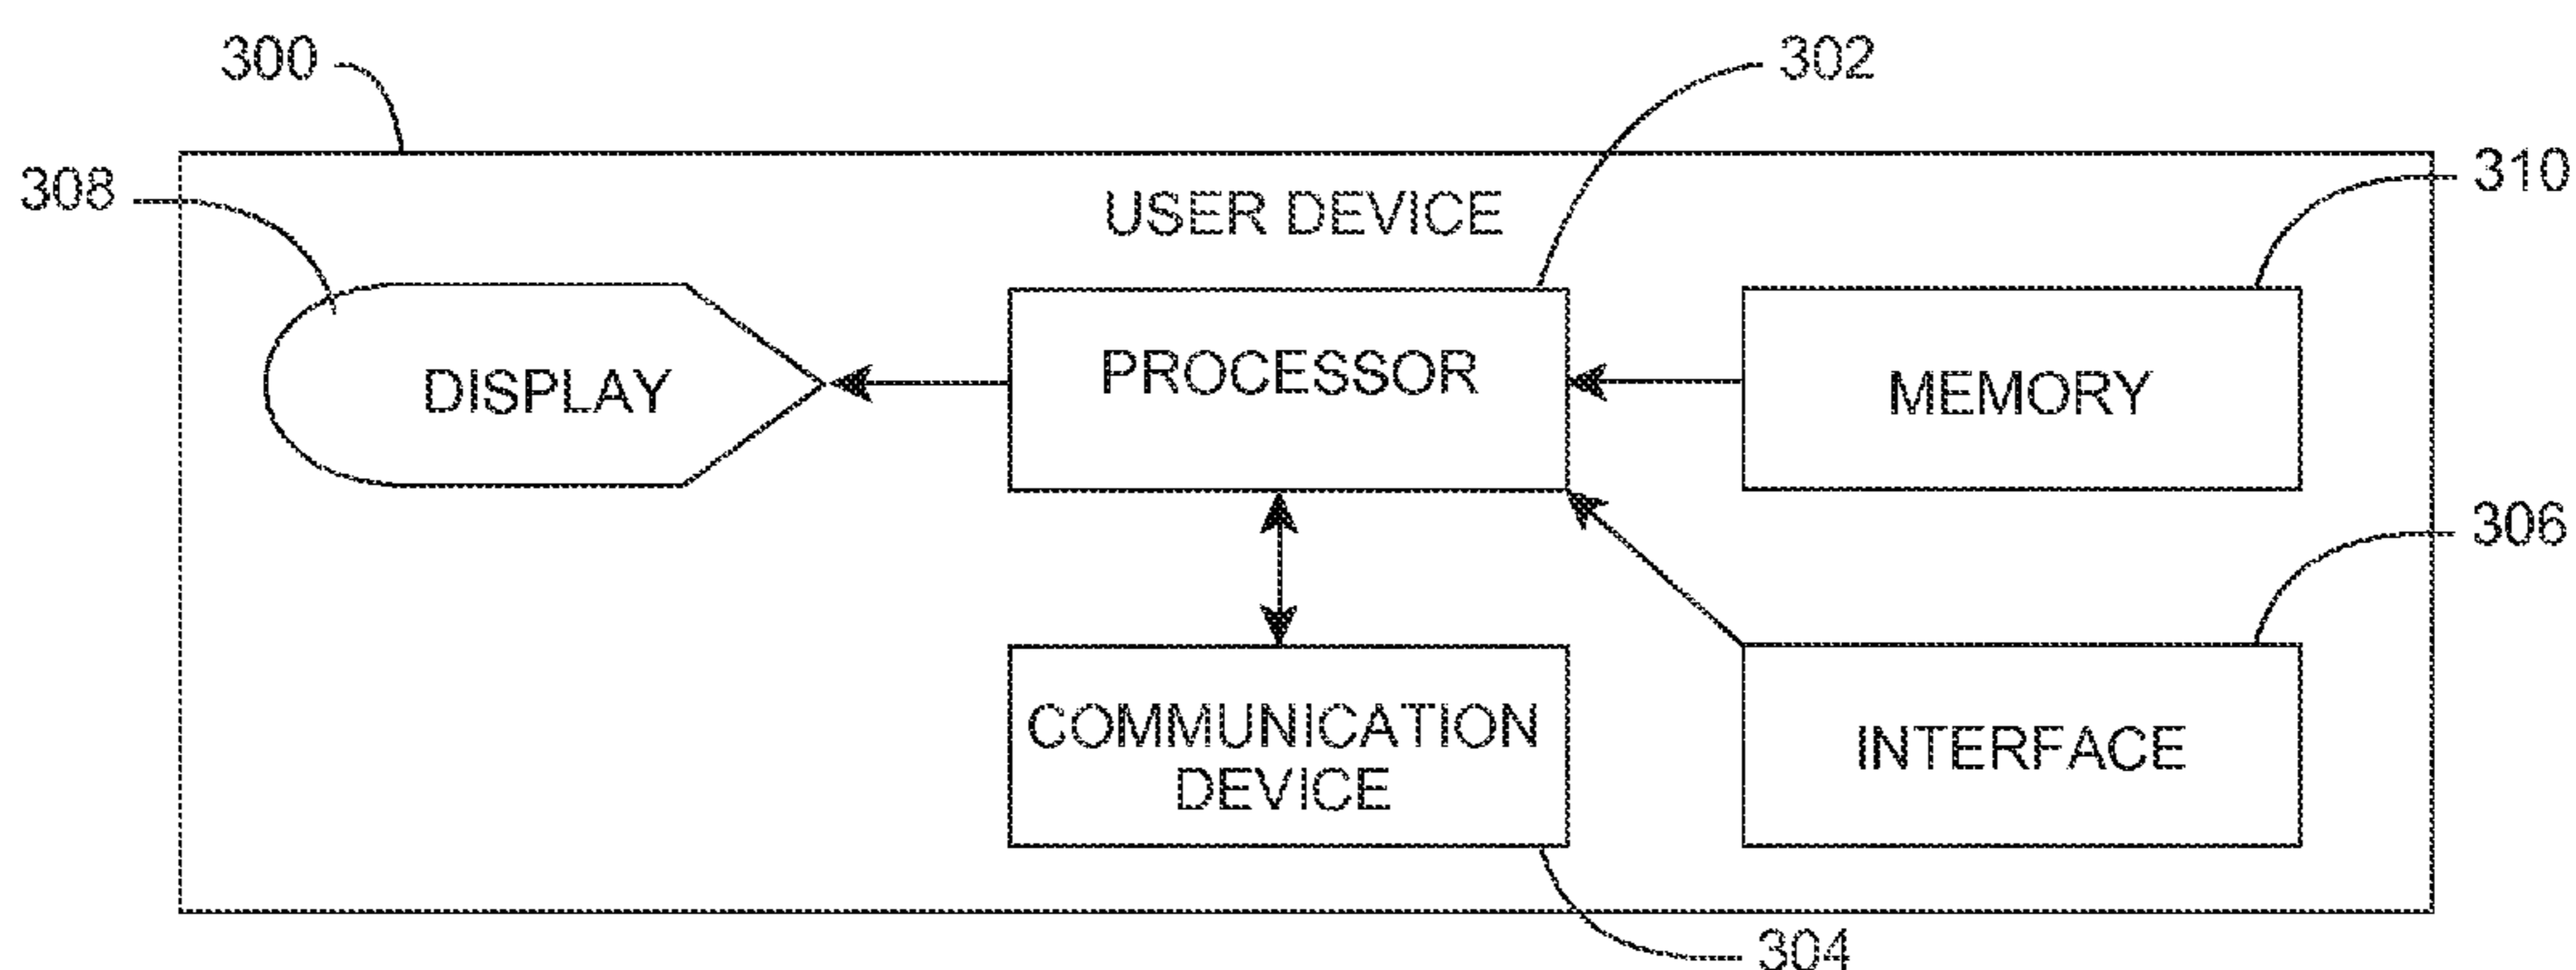 300
302
308
USER DEVICE
310
DISPLAY
PROCESSOR
MEMORY
306
COMMUNICATION
DEVICE
INTERFACE
304